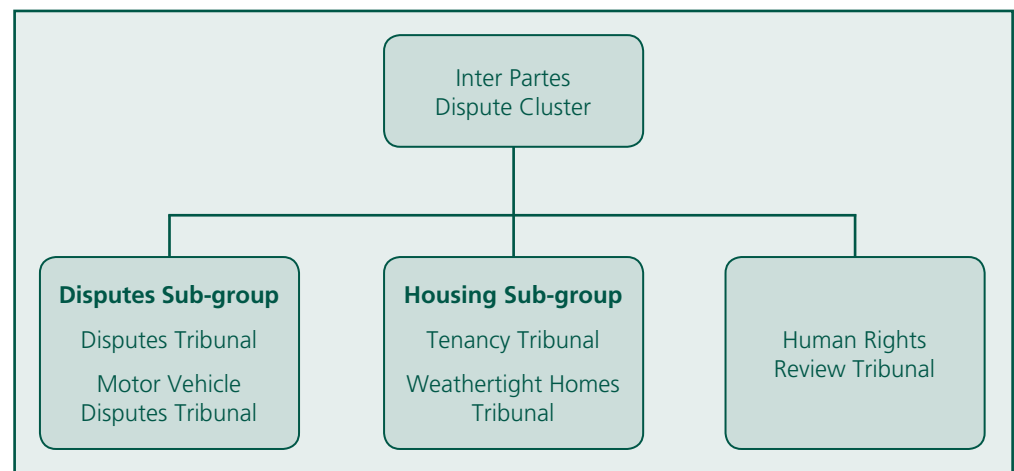 Inter Partes
Dispute Cluster
Disputes Sub-group
Disputes Tribunal
Motor Vehicle
Disputes Tribunal
Housing Sub-group
Tenancy Tribunal
Weathertight Homes
Tribunal
Human Rights
Review Tribunal